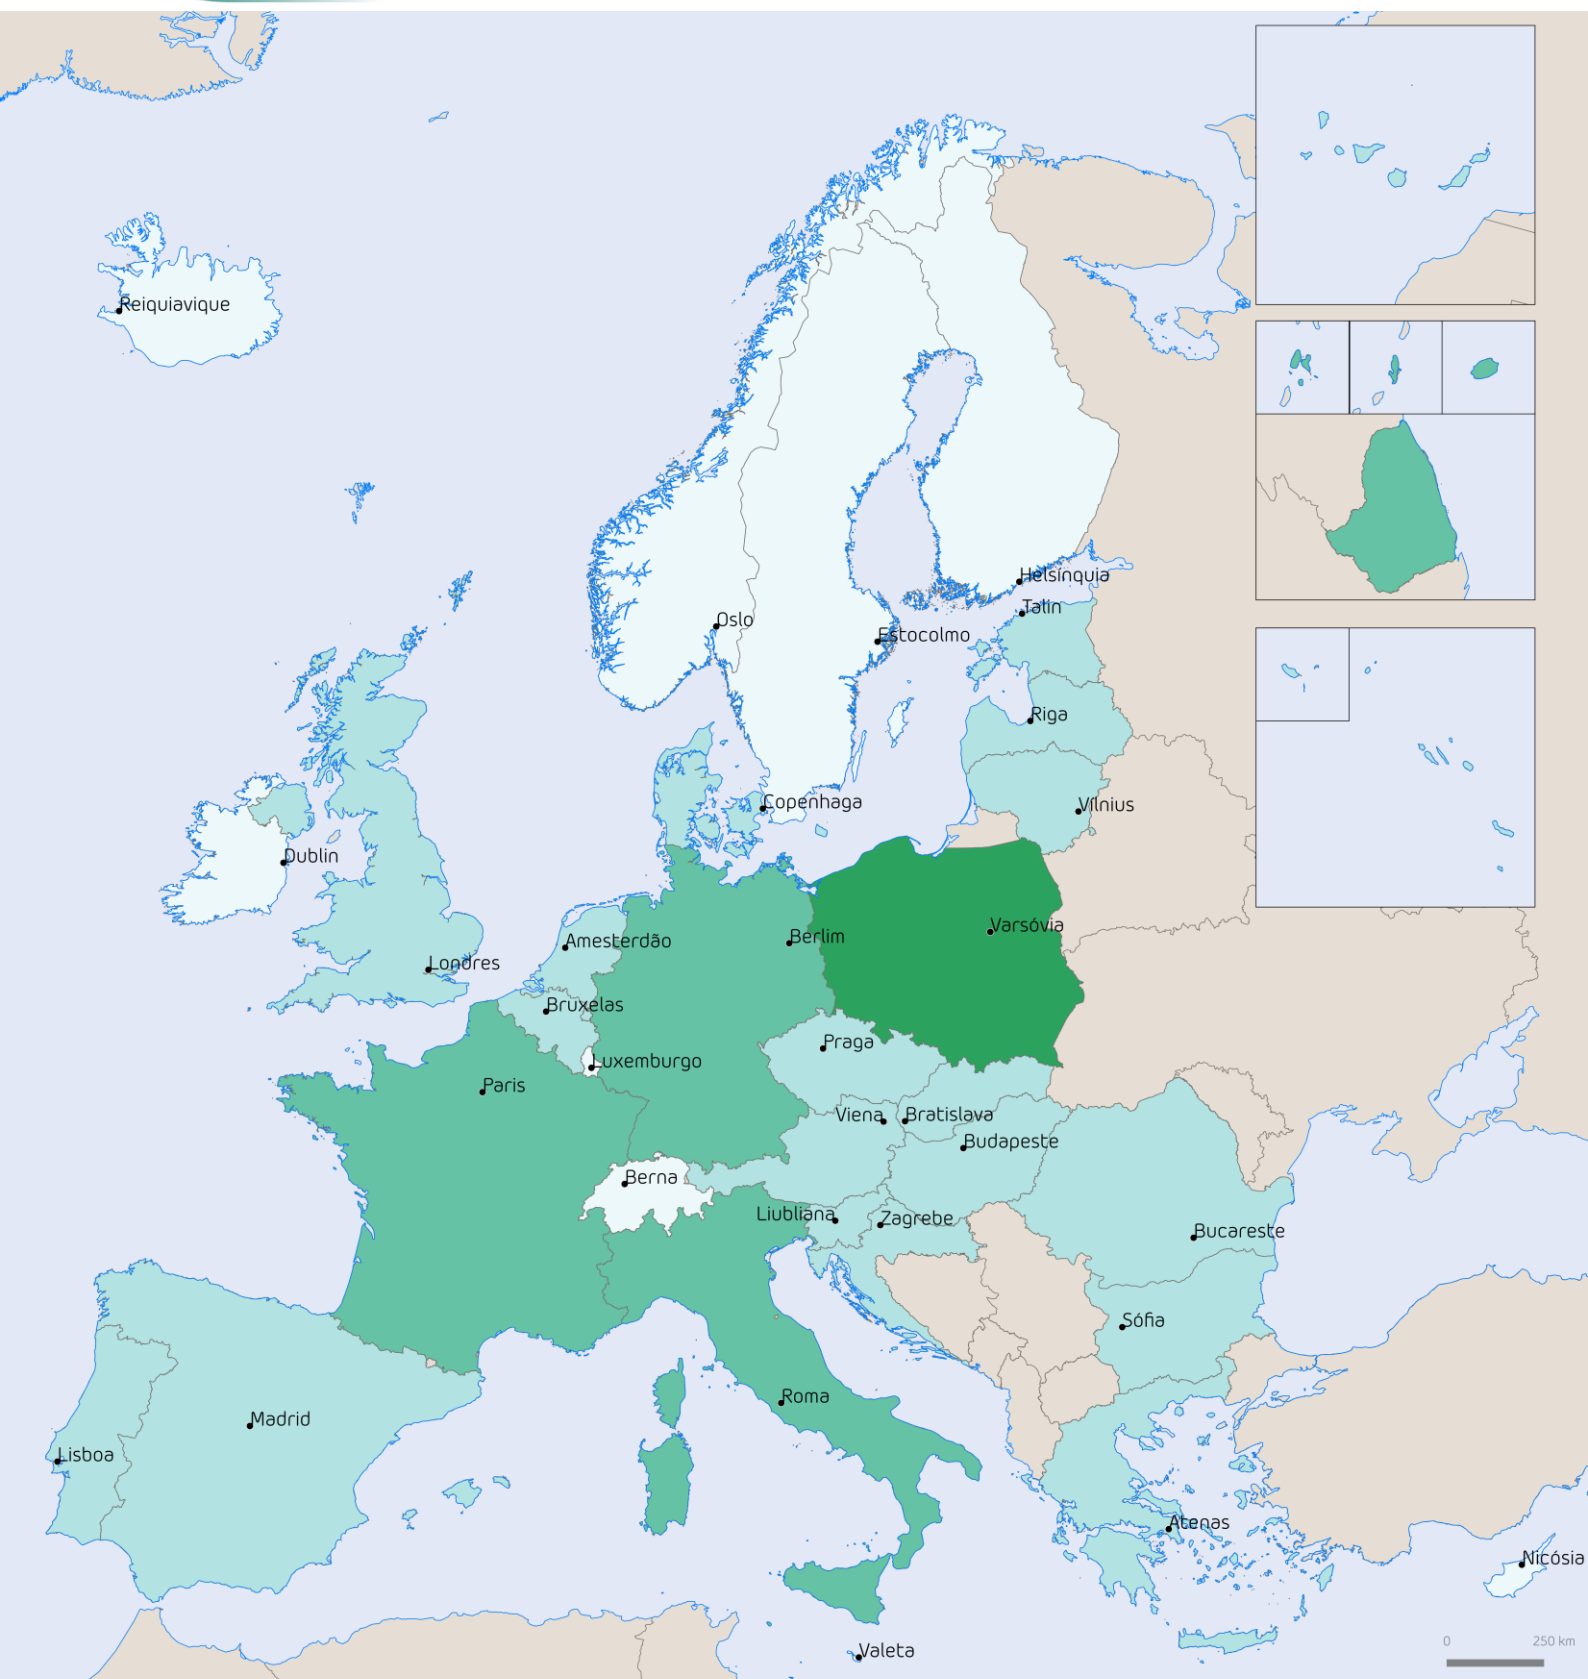 Reiquiavique
Helsínquia
Talin
Oslo
Estocolmo
Riga
Copenhaga
Vílnius
Dublin
Varsóvia
Berlim
Amesterdão
Londres
Bruxelas
Praga
Luxemburgo
Paris
Viena
Bratislava
Budapeste
Berna
Liubliana
Zagrebe
Bucareste
Sófia
Roma
Madrid
Lisboa
Atenas
Nicósia
Valeta
0 250 km